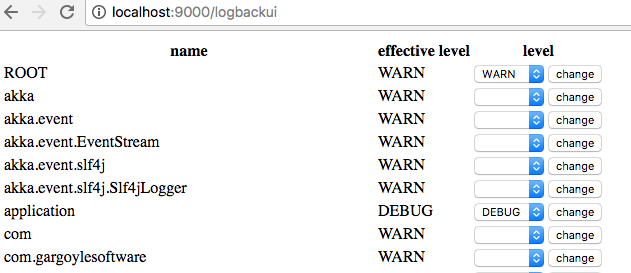 localhost:9000/logbackui
name effective level level
ROOT WARN WARN change
akka WARN change
akka.event WARN change
akka.event.EventStream WARN change
akka.event.slf4j WARN change
akka.event.slf4j.Slf4jLogger WARN change
application DEBUG DEBUG change
com WARN change
com.gargoylesoftware WARN change